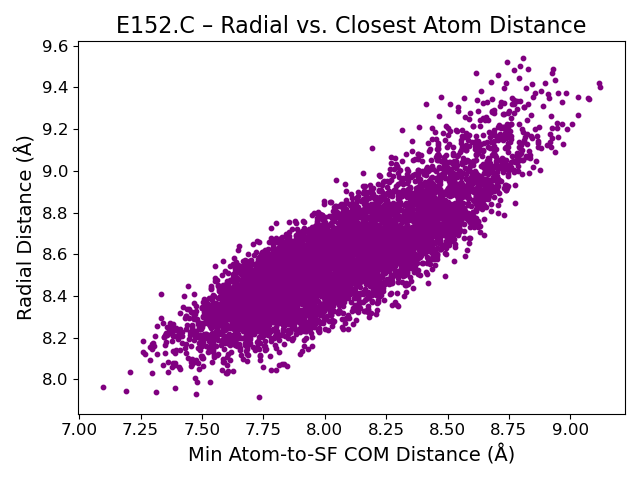 E152.C – Radial vs. Closest Atom Distance
9.6
9.4
9.2
9.0
8.8
8.6
8.4
8.2
8.0
Radial Distance (Å)
7.00 7.25 7.50 7.75 8.00 8.25 8.50 8.75 9.00
Min Atom-to-SF COM Distance (Å)